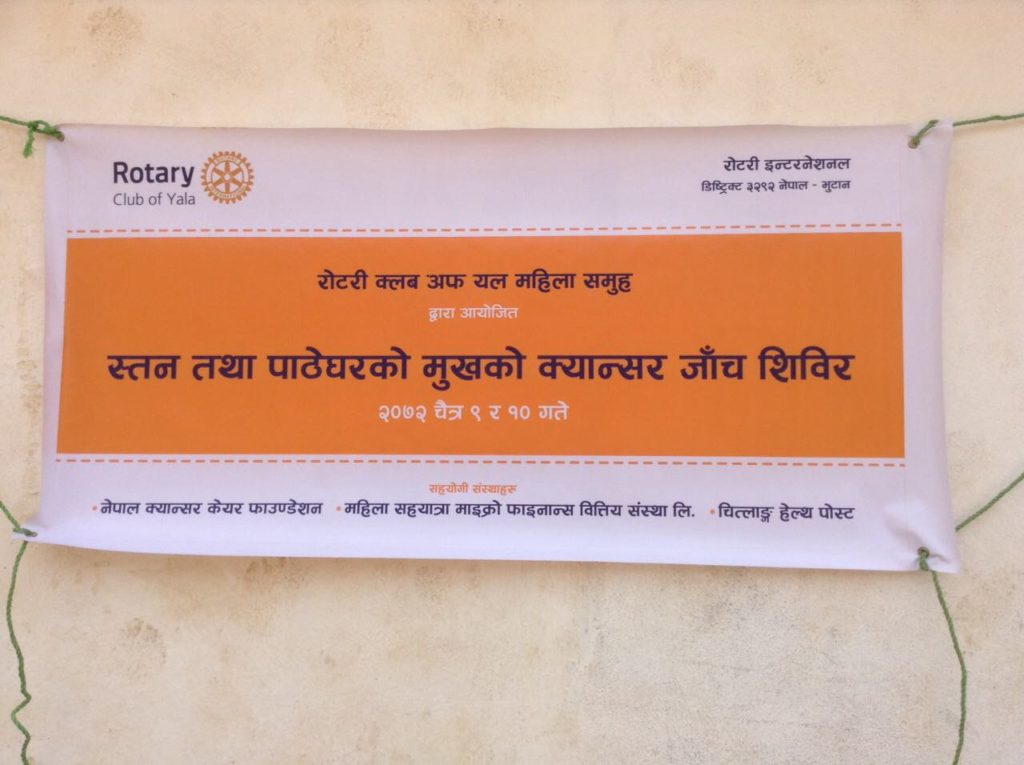 Rotary
Club of Yala
रोटरी इन्टरनेशनल
डिष्ट्रिक्ट ३२९२ नेपाल - भुटान
रोटरी क्लब अफ यल महिला समुह
द्वारा आयोजित
स्तन तथा पाठेघरको मुखको क्यान्सर जाँच शिविर
२०७२ चैत्र ९ र १० गते
सहयोगी संस्थाहरू
• नेपाल क्यान्सर केयर फाउण्डेशन • महिला सहयात्रा माइक्रो फाइनान्स वित्तिय संस्था लि. • चित्लाङ्ग हेल्थ पोस्ट